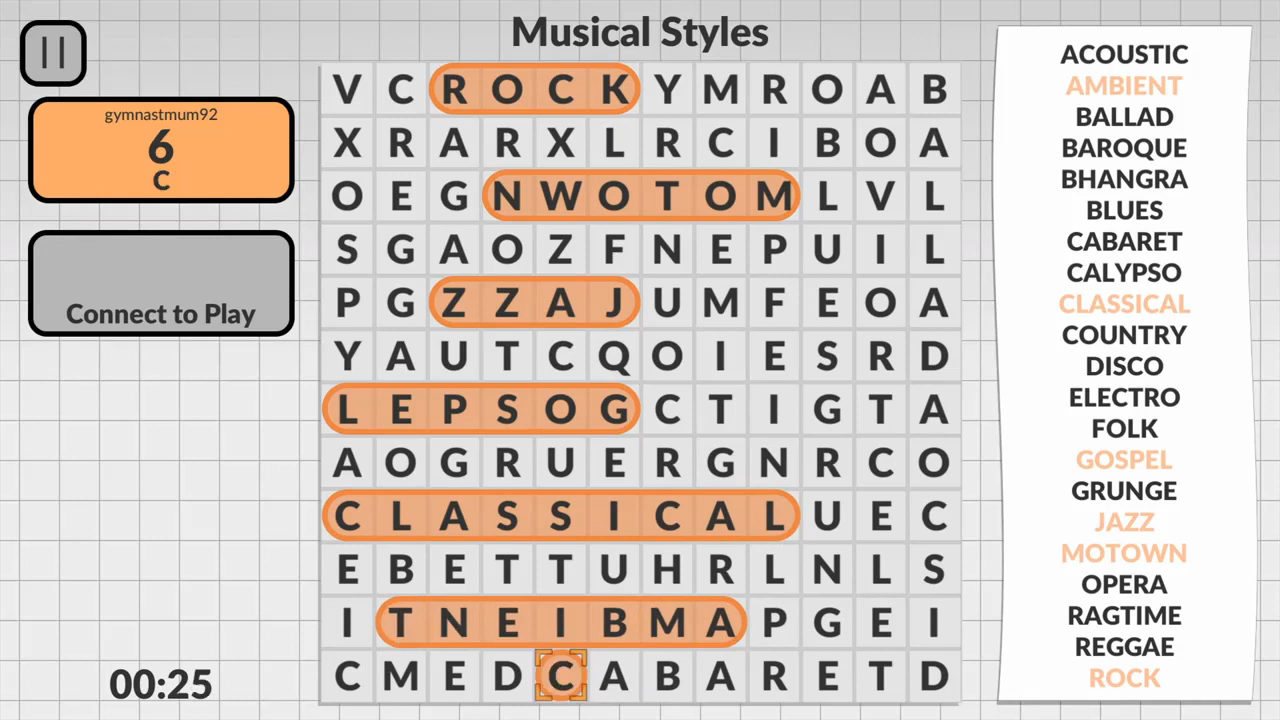 Musical Styles
gymnastmum92
6
C
Connect to Play
00:25
V C R O C K Y M R O A B
X R A R X L R C I B O A
O E G N W O T O M L V L
S G A O Z F N E P U I L
P G Z Z A J U M F E O A
Y A U T C Q O I E S R D
L E P S O G C T I G T A
A O G R U E R G N R C O
C L A S S I C A L U E C
E B E T T U H R L N L S
I T N E I B M A P G E I
C M E D C A B A R E T D
ACOUSTIC
AMBIENT
BALLAD
BAROQUE
BHANGRA
BLUES
CABARET
CALYPSO
CLASSICAL
COUNTRY
DISCO
ELECTRO
FOLK
GOSPEL
GRUNGE
JAZZ
MOTOWN
OPERA
RAGTIME
REGGAE
ROCK